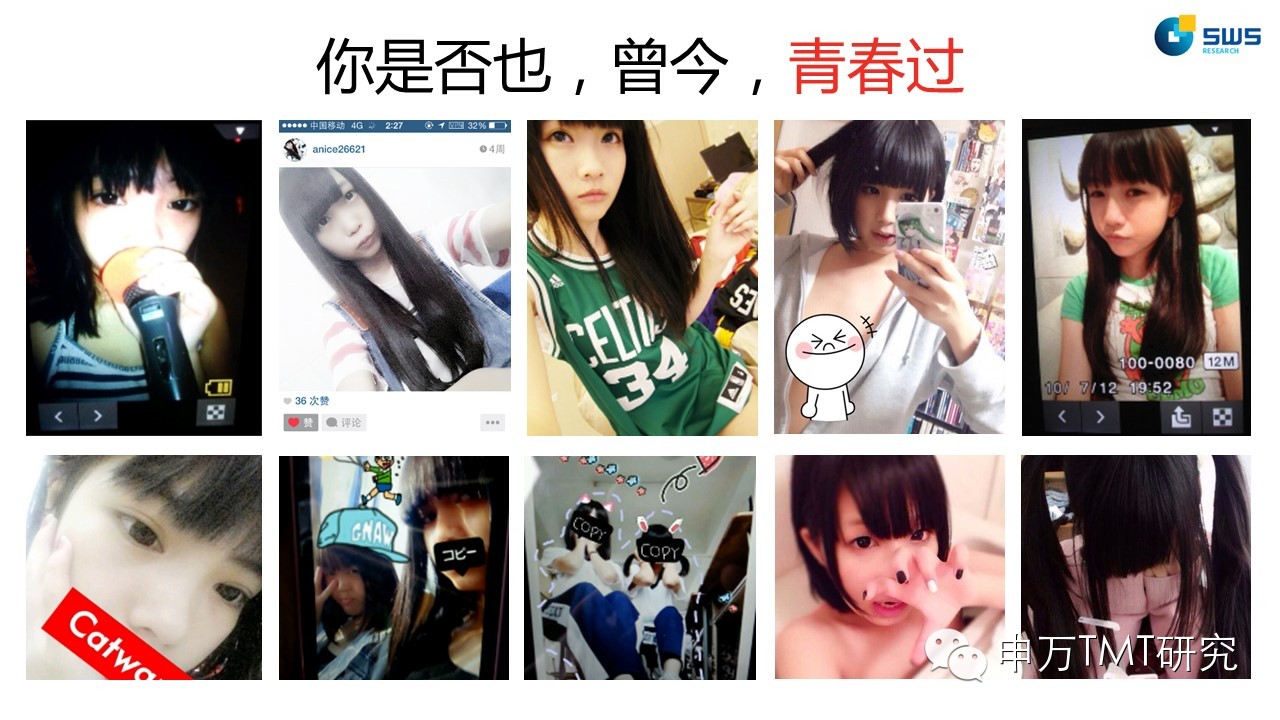 你是否也，曾今，青春过
SWS
RESEARCH
中国移动 4G 2:27 VPN 32%
anice26621
4周
36 次赞
赞 评论
CELTI
34
100-0080 12M
10/ 7/12 19:52
Catwa
GNAW
コピー
COPY
COPY
申万TMT研究